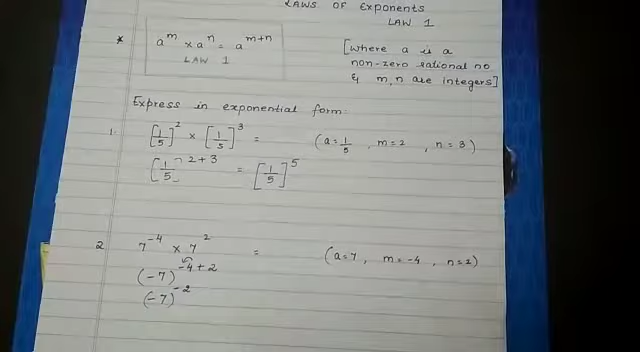 LAWS OF Exponents
LAW 1
* a^m × a^n = a^{m+n}
LAW 1
[where a is a
non-zero rational no
& m, n are integers]
Express in exponential form:
1. [1/5]^2 × [1/5]^3 = (a = 1/5, m = 2, n = 3)
[1/5]^{2+3} = [1/5]^5
2 7^{-4} × 7^2 = (a = 7, m = -4, n = 2)
(-7)^{-4+2}
(-7)^{-2}